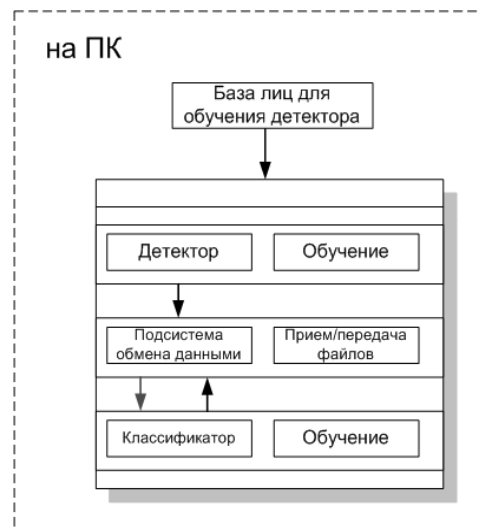 на ПК
База лиц для
обучения детектора
Детектор
Обучение
Подсистема
обмена данными
Прием/передача
файлов
Классификатор
Обучение